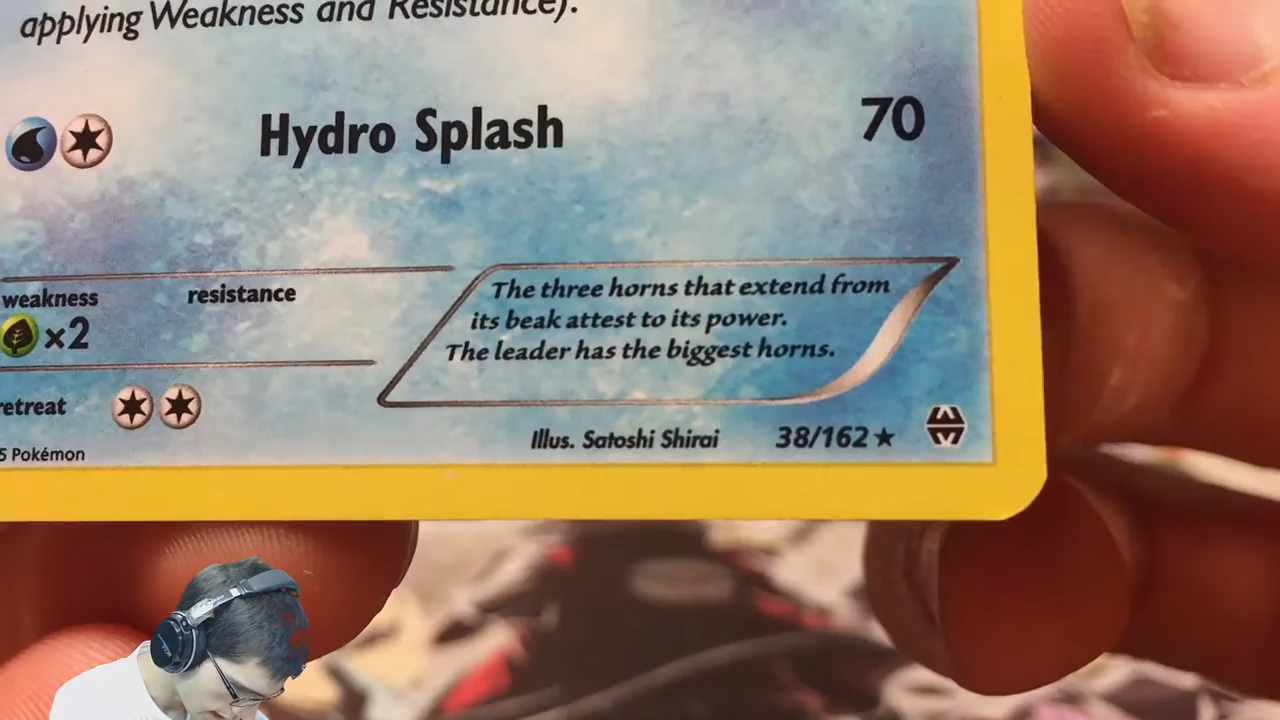 applying Weakness and Resistance).
Hydro Splash 70
weakness resistance
×2
The three horns that extend from
its beak attest to its power.
The leader has the biggest horns.
retreat
5 Pokémon
Illus. Satoshi Shirai 38/162★